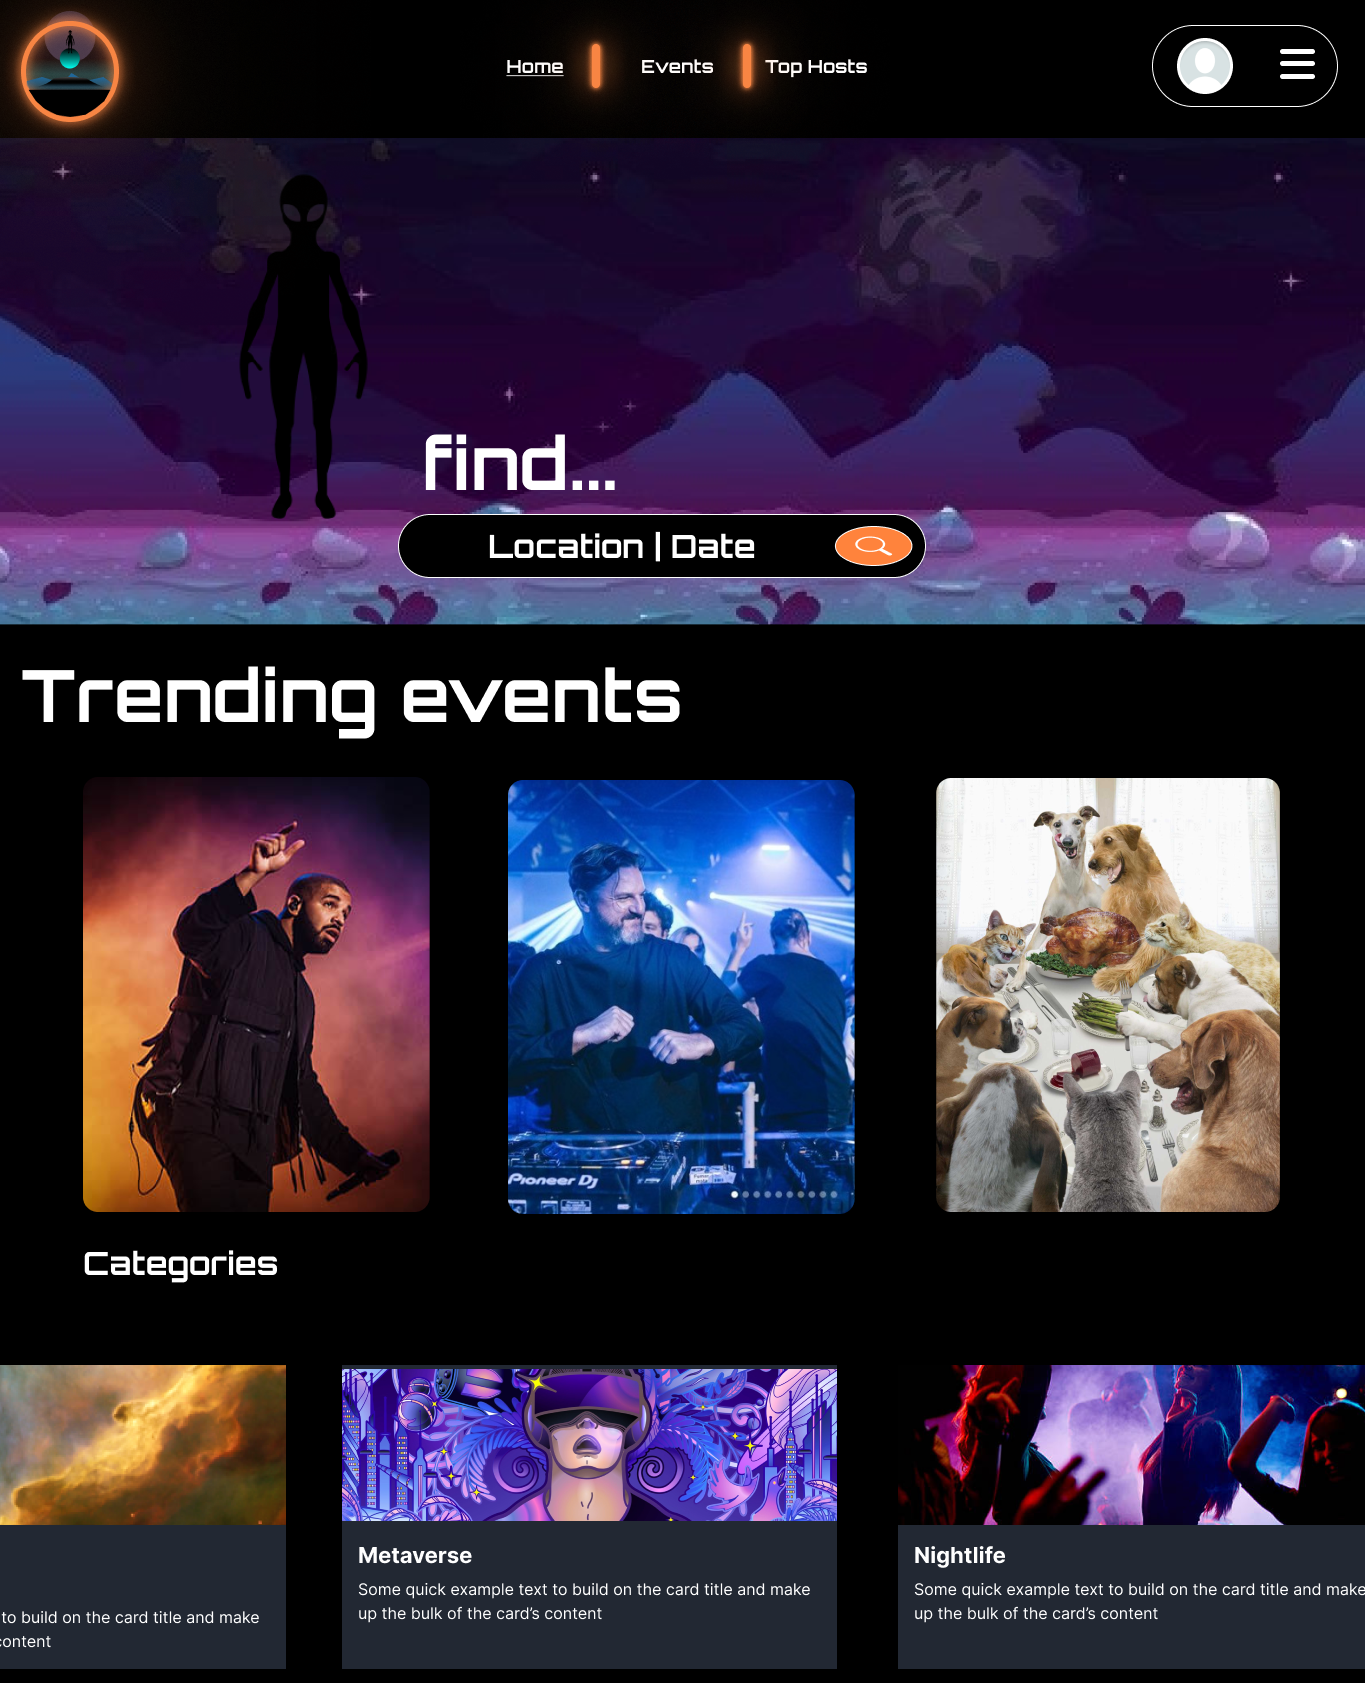 Home
Events
Top Hosts
find...
Location | Date
Trending events
Pioneer Dj
Categories
to build on the card title and make
content
Metaverse
Some quick example text to build on the card title and make
up the bulk of the card's content
Nightlife
Some quick example text to build on the card title and make
up the bulk of the card's content